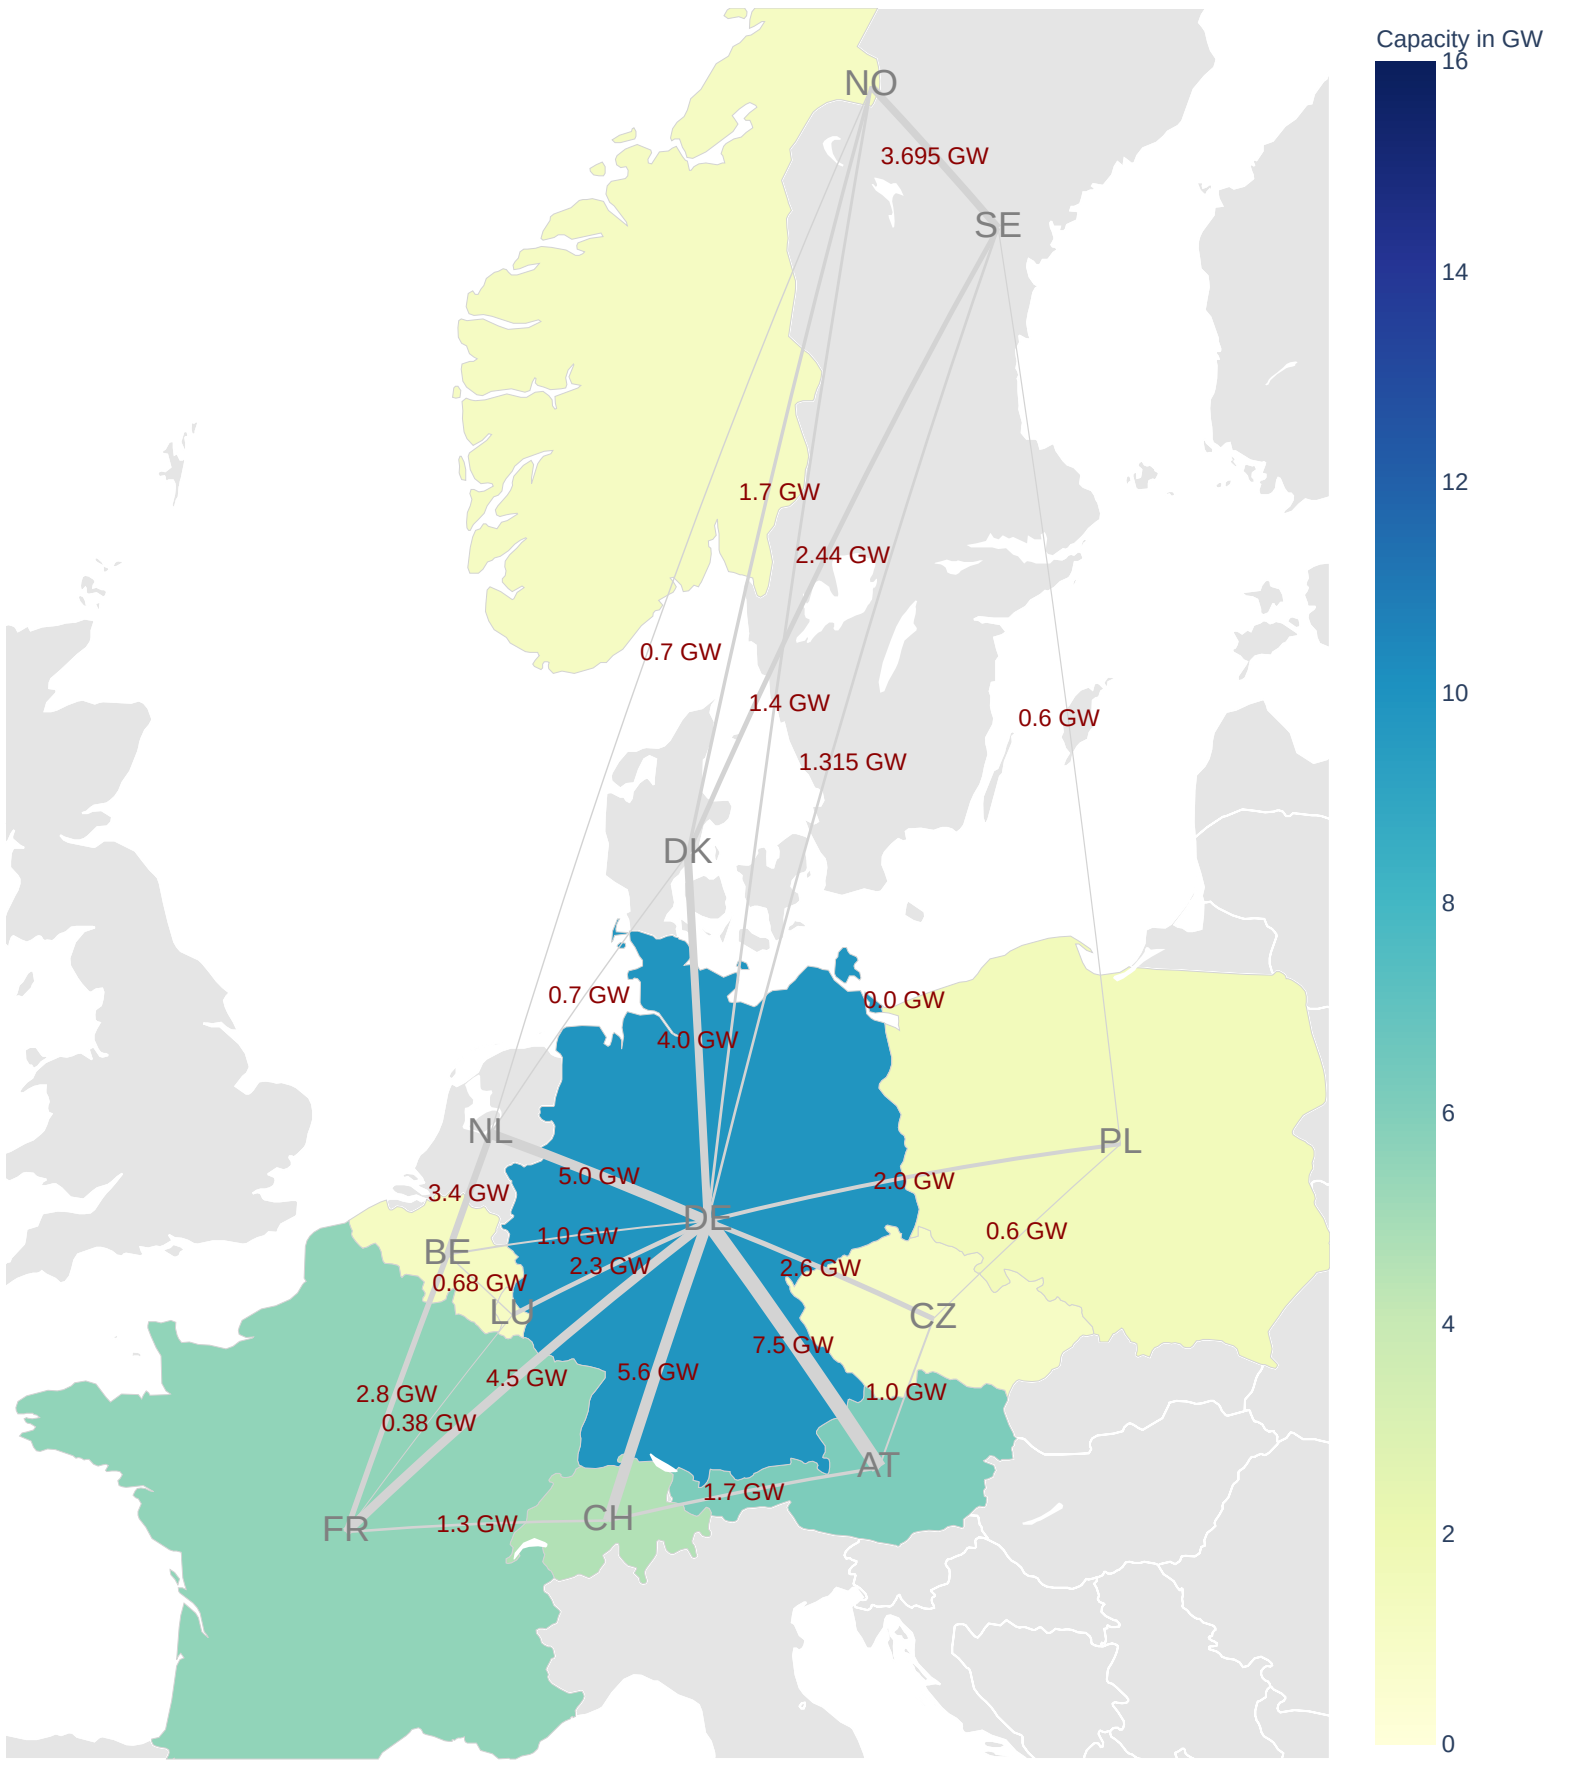 Capacity in GW
16
14
12
10
8
6
4
2
0
NO
3.695 GW
SE
1.7 GW
2.44 GW
0.7 GW
1.4 GW
0.6 GW
1.315 GW
DK
0.7 GW
0.0 GW
4.0 GW
NL
PL
5.0 GW
2.0 GW
3.4 GW
DE
1.0 GW
0.6 GW
BE
2.3 GW
2.6 GW
0.68 GW
LU
CZ
7.5 GW
4.5 GW
5.6 GW
2.8 GW
1.0 GW
0.38 GW
AT
1.7 GW
CH
FR
1.3 GW